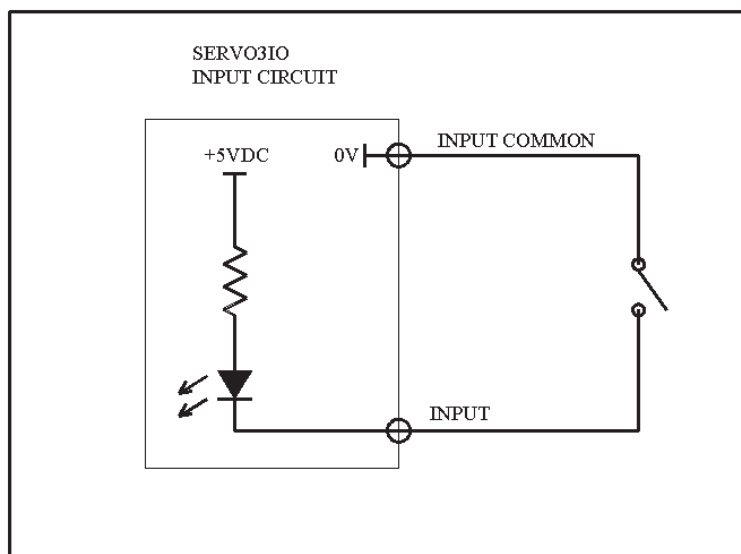 SERVO3IO
INPUT CIRCUIT
+5VDC
0V
INPUT COMMON
INPUT